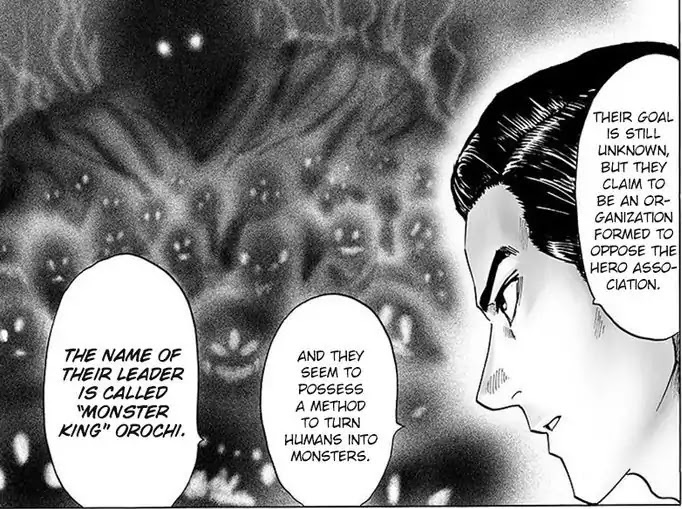 THEIR GOAL
IS STILL
UNKNOWN,
BUT THEY
CLAIM TO
BE AN OR-
GANIZATION
FORMED TO
OPPOSE THE
HERO ASSO-
CIATION.
AND THEY
SEEM TO
POSSESS
A METHOD
TO TURN
HUMANS INTO
MONSTERS.
THE NAME OF
THEIR LEADER
IS CALLED
"MONSTER
KING" OROCHI.